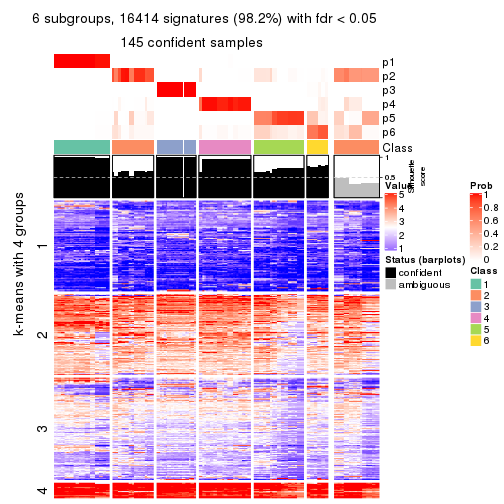 6 subgroups, 16414 signatures (98.2%) with fdr < 0.05
145 confident samples
p1
p2
p3
p4
p5
p6
Class
1
0.5
0
Silhouette
score
k-means with 4 groups
1
2
3
4
Value
5
4
3
2
1
Status (barplots)
confident
ambiguous
Prob
1
0.8
0.6
0.4
0.2
0
Class
1
2
3
4
5
6